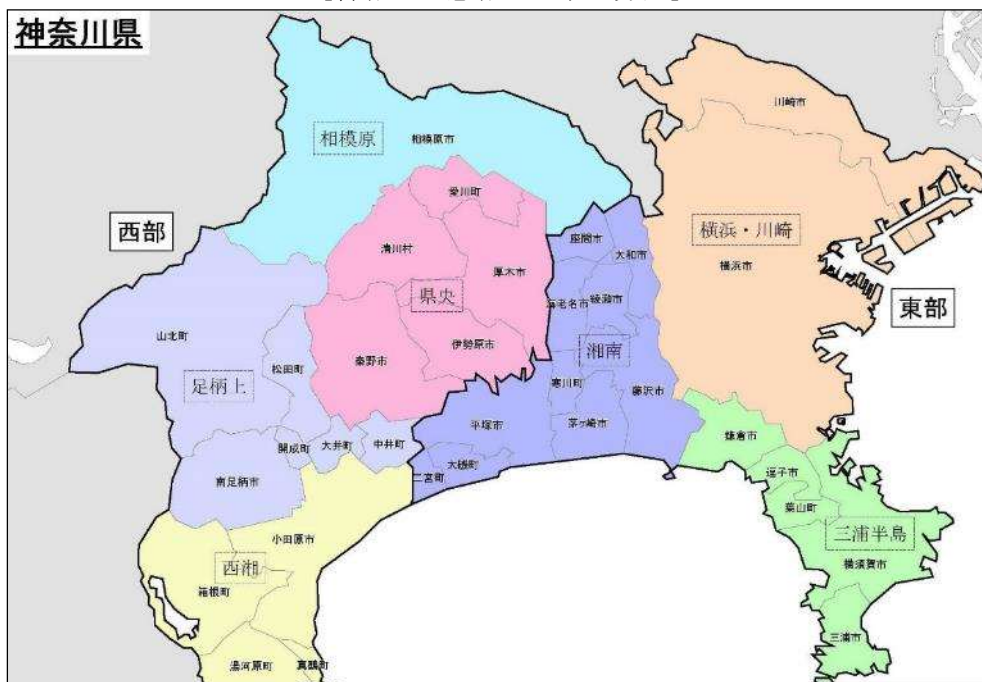 神奈川県
川崎市
相模原
相模原市
愛川町
西部
清川村
座間市
大和市
横浜・川崎
横浜市
厚木市
県央
海老名市
綾瀬市
東部
山北町
秦野市
伊勢原市
湘南
松田町
足柄上
寒川町
藤沢市
平塚市
茅ヶ崎市
開成町
大井町
中井町
鎌倉市
南足柄市
二宮町
大磯町
逗子市
葉山町
小田原市
三浦半島
西湘
横須賀市
箱根町
三浦市
湯河原町
真鶴町